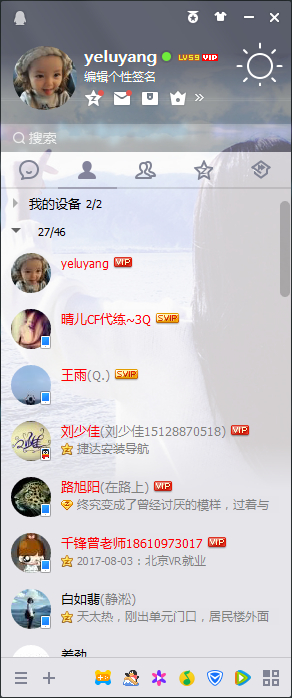 yeluyang LV59 VIP
编辑个性签名
搜索
我的设备 2/2
27/46
yeluyang VIP
晴儿CF代练~3Q SVIP
王雨(Q.) SVIP
刘少佳(刘少佳15128870518) VIP
捷达安装导航
路旭阳(在路上) VIP
终究变成了曾经讨厌的模样，过着与
千锋曾老师18610973017 VIP
2017-08-03：北京VR就业
白如翡(静淞)
天太热，刚出单元门口，居民楼外面